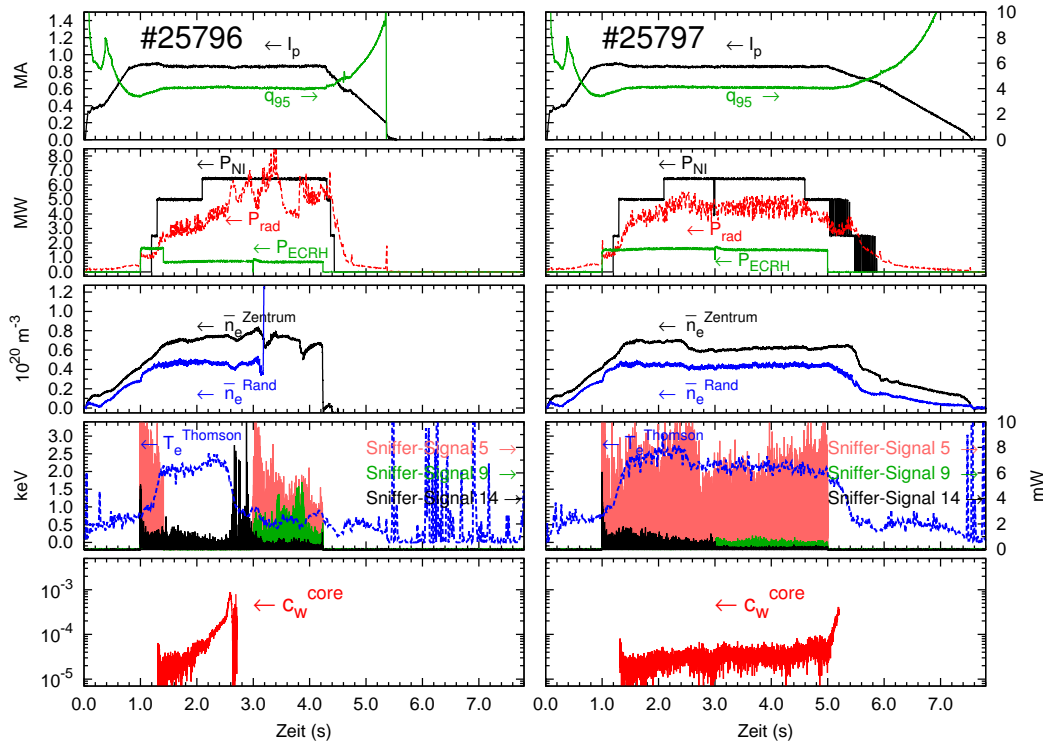 #25796
← Ip
q95 →
MA
1.4
1.2
1.0
0.8
0.6
0.4
0.2
0.0
#25797
← Ip
q95 →
10
8
6
4
2
0
MW
8.0
7.0
6.0
5.0
4.0
3.0
2.0
1.0
0.0
← PNI
← Prad
← PECRH
← PNI
← Prad
← PECRH
10^20 m^-3
1.2
1.0
0.8
0.6
0.4
0.2
0.0
← n̅e Zentrum
← n̅e Rand
← n̅e Zentrum
← n̅e Rand
keV
3.0
2.5
2.0
1.5
1.0
0.5
0.0
← Te Thomson
Sniffer-Signal 5 →
Sniffer-Signal 9 →
Sniffer-Signal 14 →
← Te Thomson
Sniffer-Signal 5 →
Sniffer-Signal 9 →
Sniffer-Signal 14 →
10
8
6
4
2
0
mW
10^-3
10^-4
10^-5
← cw core
← cw core
0.0 1.0 2.0 3.0 4.0 5.0 6.0 7.0
0.0 1.0 2.0 3.0 4.0 5.0 6.0 7.0
Zeit (s)
Zeit (s)